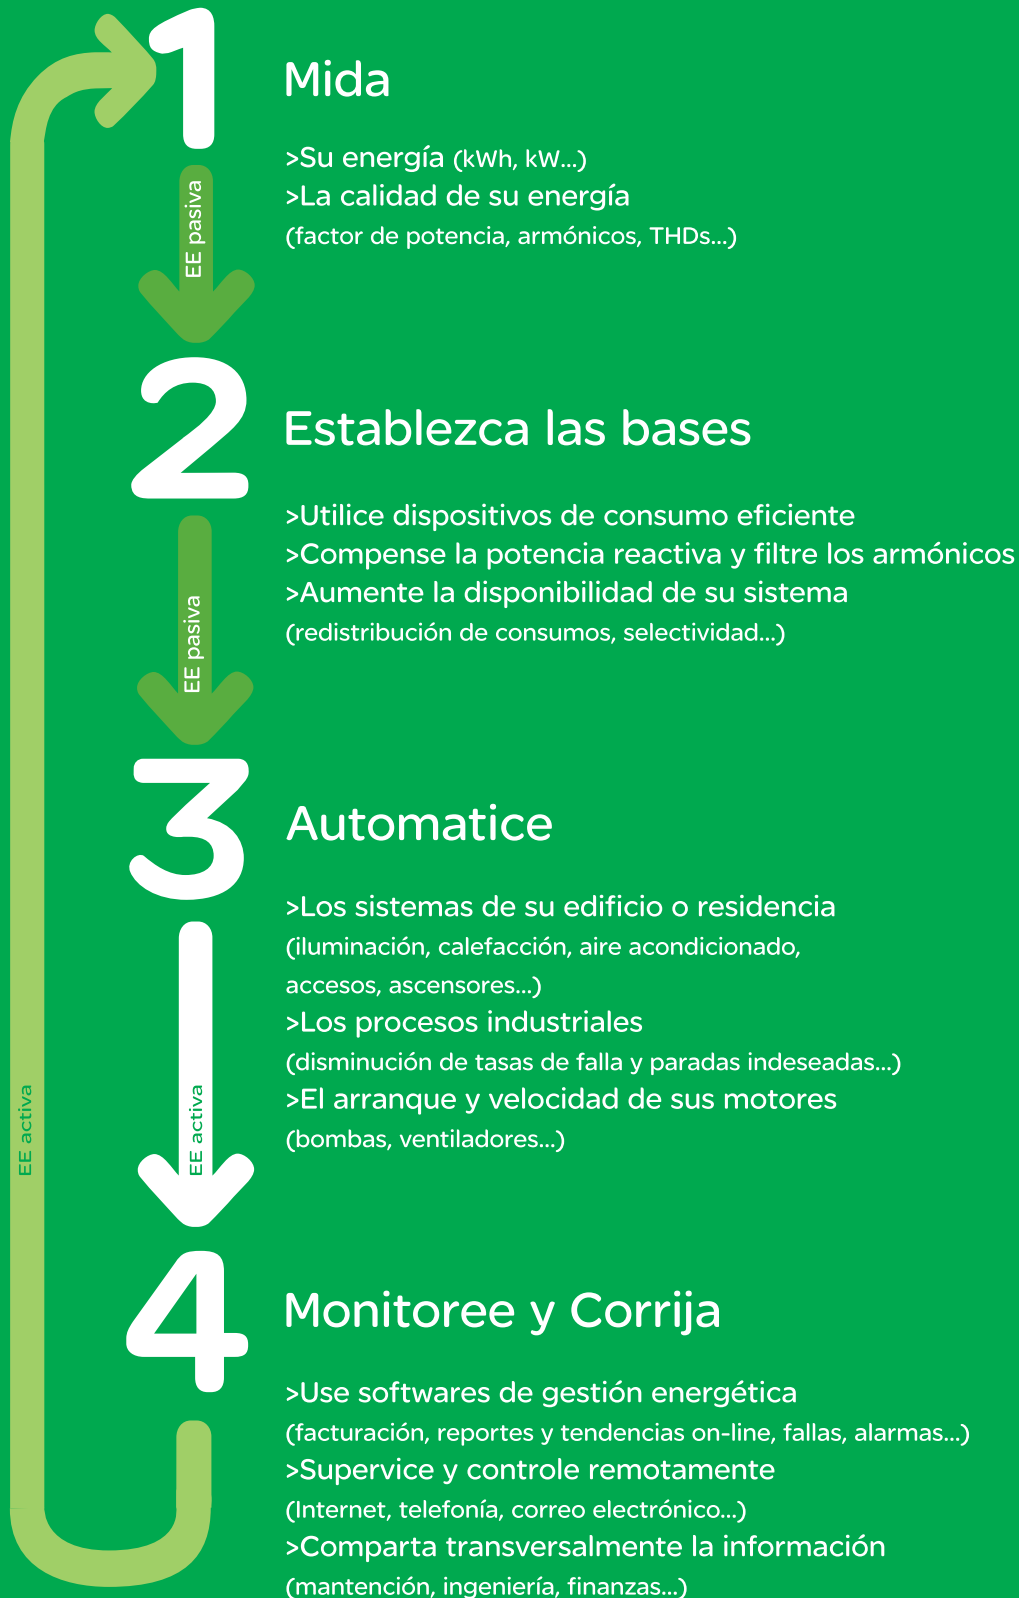 1
Mida
>Su energía (kWh, kW...)
>La calidad de su energía
(factor de potencia, armónicos, THDs...)
EE pasiva
2
Establezca las bases
>Utilice dispositivos de consumo eficiente
>Compense la potencia reactiva y filtre los armónicos
>Aumente la disponibilidad de su sistema
(redistribución de consumos, selectividad...)
EE pasiva
3
Automatice
>Los sistemas de su edificio o residencia
(iluminación, calefacción, aire acondicionado,
accesos, ascensores...)
>Los procesos industriales
(disminución de tasas de falla y paradas indeseadas...)
>El arranque y velocidad de sus motores
(bombas, ventiladores...)
EE activa
EE activa
4
Monitoree y Corrija
>Use softwares de gestión energética
(facturación, reportes y tendencias on-line, fallas, alarmas...)
>Supervice y controle remotamente
(Internet, telefonía, correo electrónico...)
>Comparta transversalmente la información
(mantención, ingeniería, finanzas...)